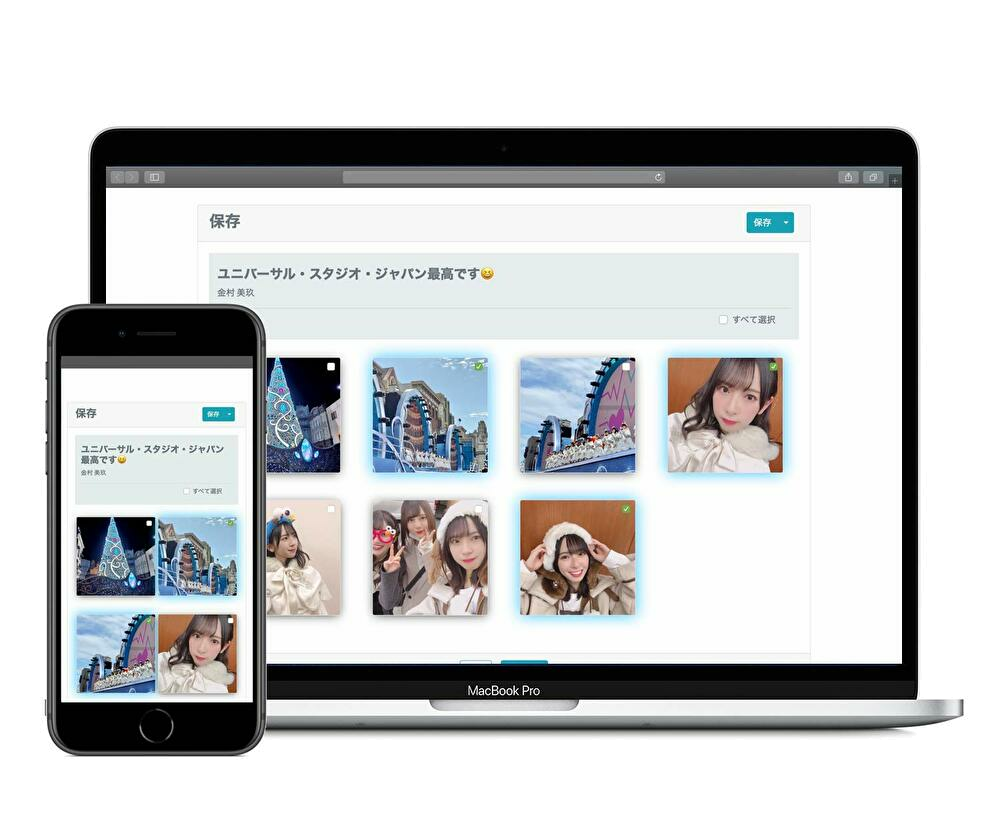 保存
保存
ユニバーサル・スタジオ・ジャパン最高です😆
金村 美玖
すべて選択
MacBook Pro
保存
保存
ユニバーサル・スタジオ・ジャパン
最高です😆
金村 美玖
すべて選択